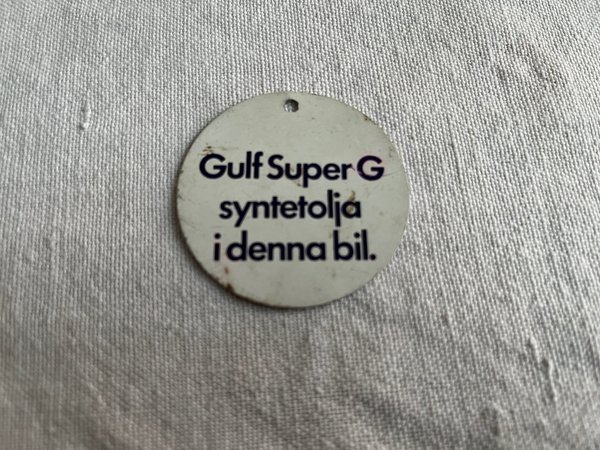 Gulf Super G
syntetolja
i denna bil.